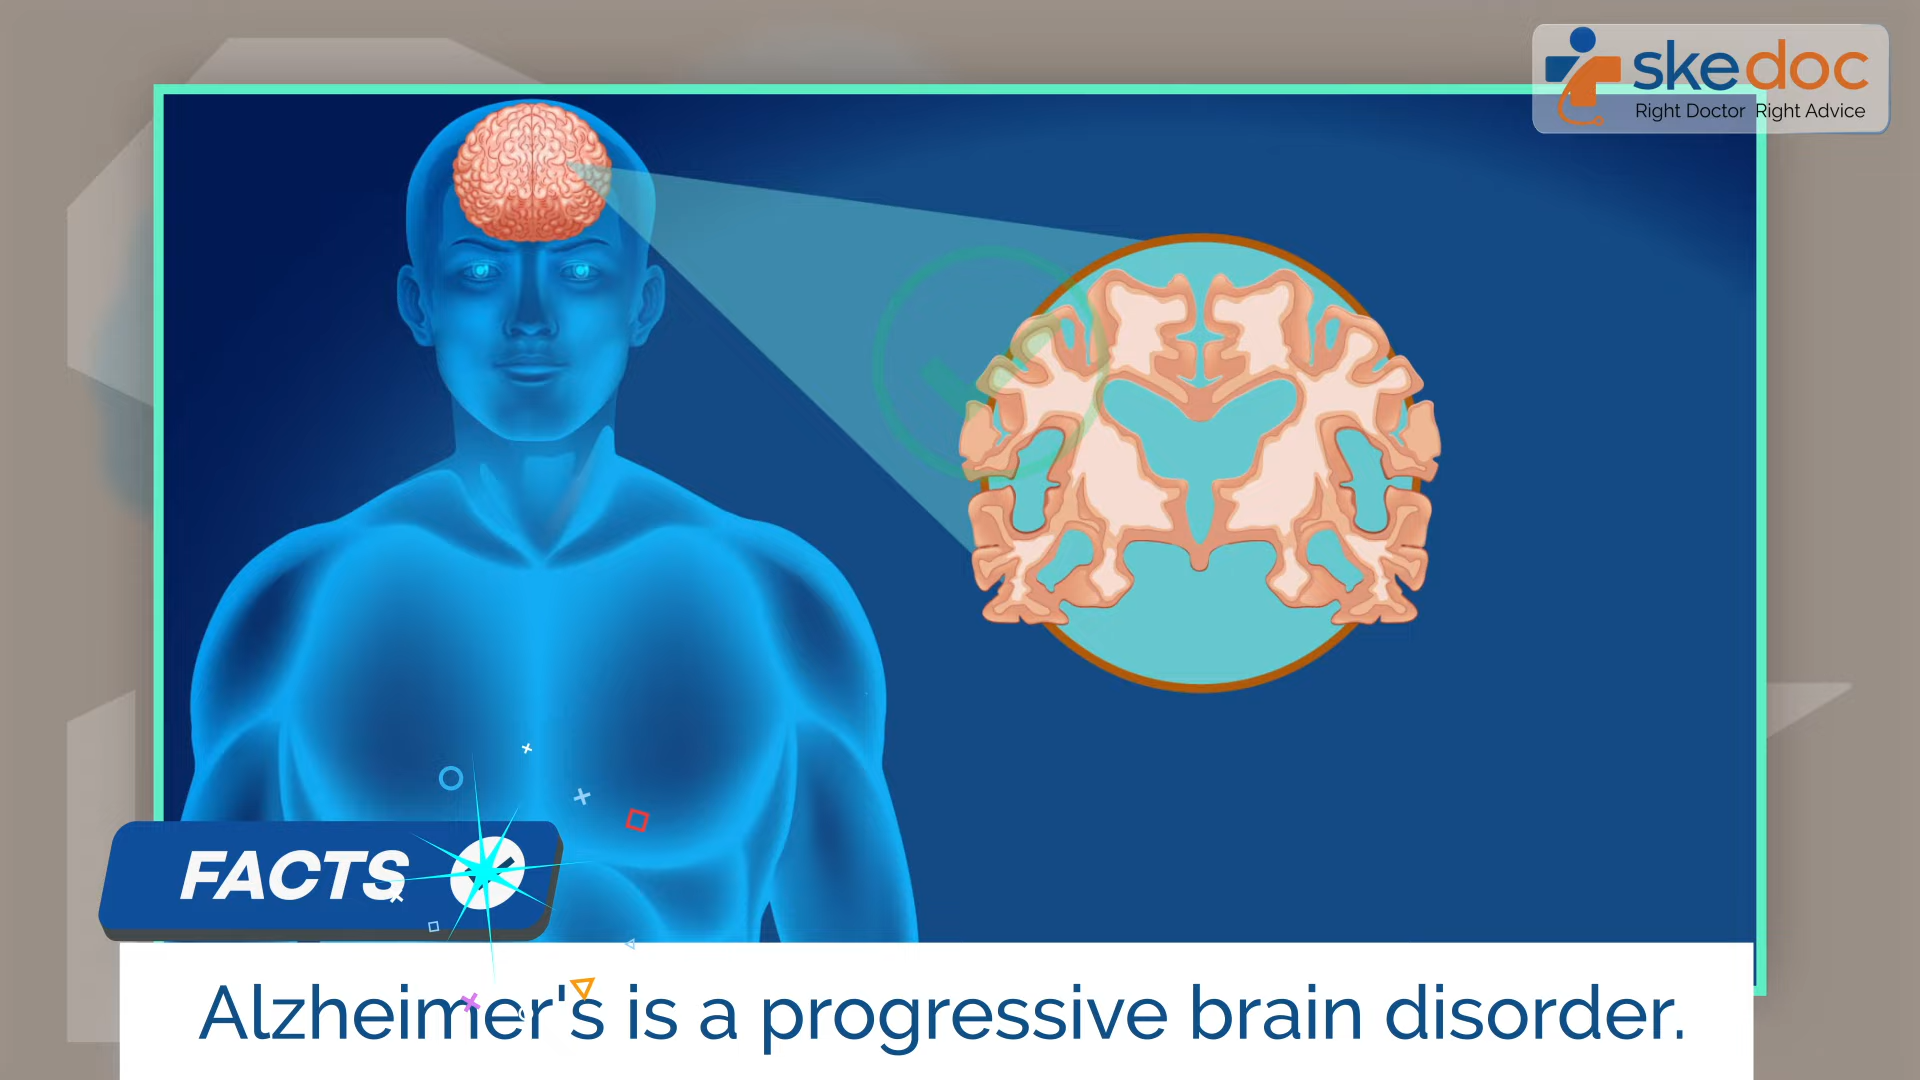 skedoc
Right Doctor Right Advice
FACTS
Alzheimer's is a progressive brain disorder.